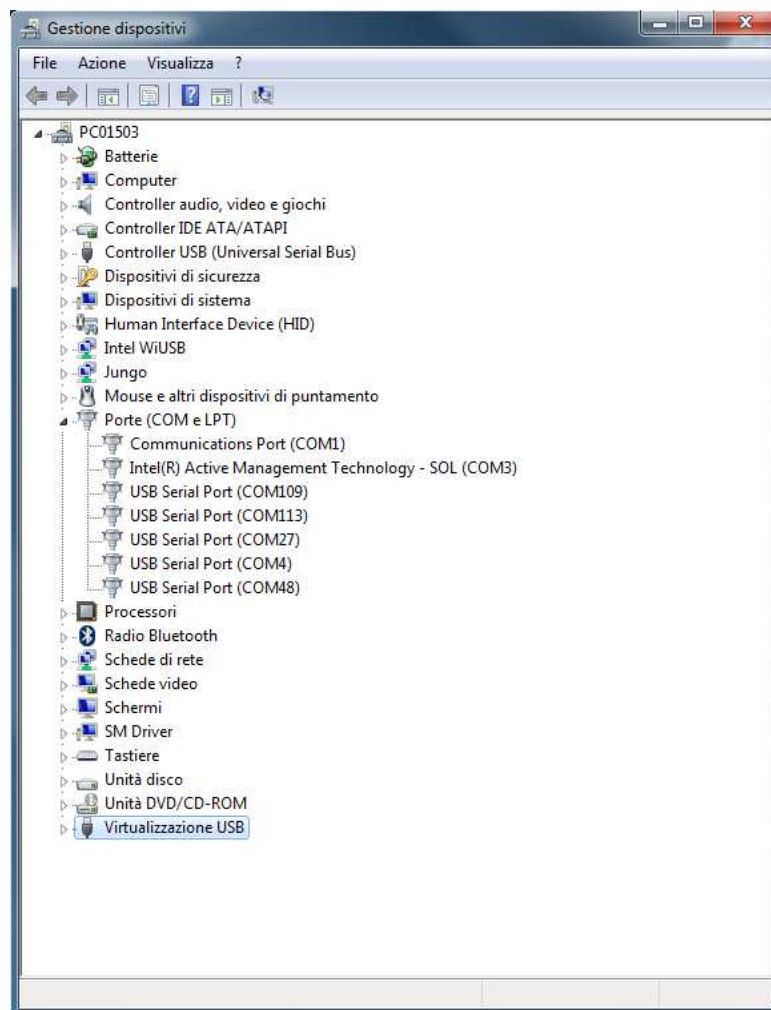 Gestione dispositivi
File Azione Visualizza ?
PC01503
Batterie
Computer
Controller audio, video e giochi
Controller IDE ATA/ATAPI
Controller USB (Universal Serial Bus)
Dispositivi di sicurezza
Dispositivi di sistema
Human Interface Device (HID)
Intel WiUSB
Jungo
Mouse e altri dispositivi di puntamento
Porte (COM e LPT)
Communications Port (COM1)
Intel(R) Active Management Technology - SOL (COM3)
USB Serial Port (COM109)
USB Serial Port (COM113)
USB Serial Port (COM27)
USB Serial Port (COM4)
USB Serial Port (COM48)
Processori
Radio Bluetooth
Schede di rete
Schede video
Schermi
SM Driver
Tastiere
Unità disco
Unità DVD/CD-ROM
Virtualizzazione USB